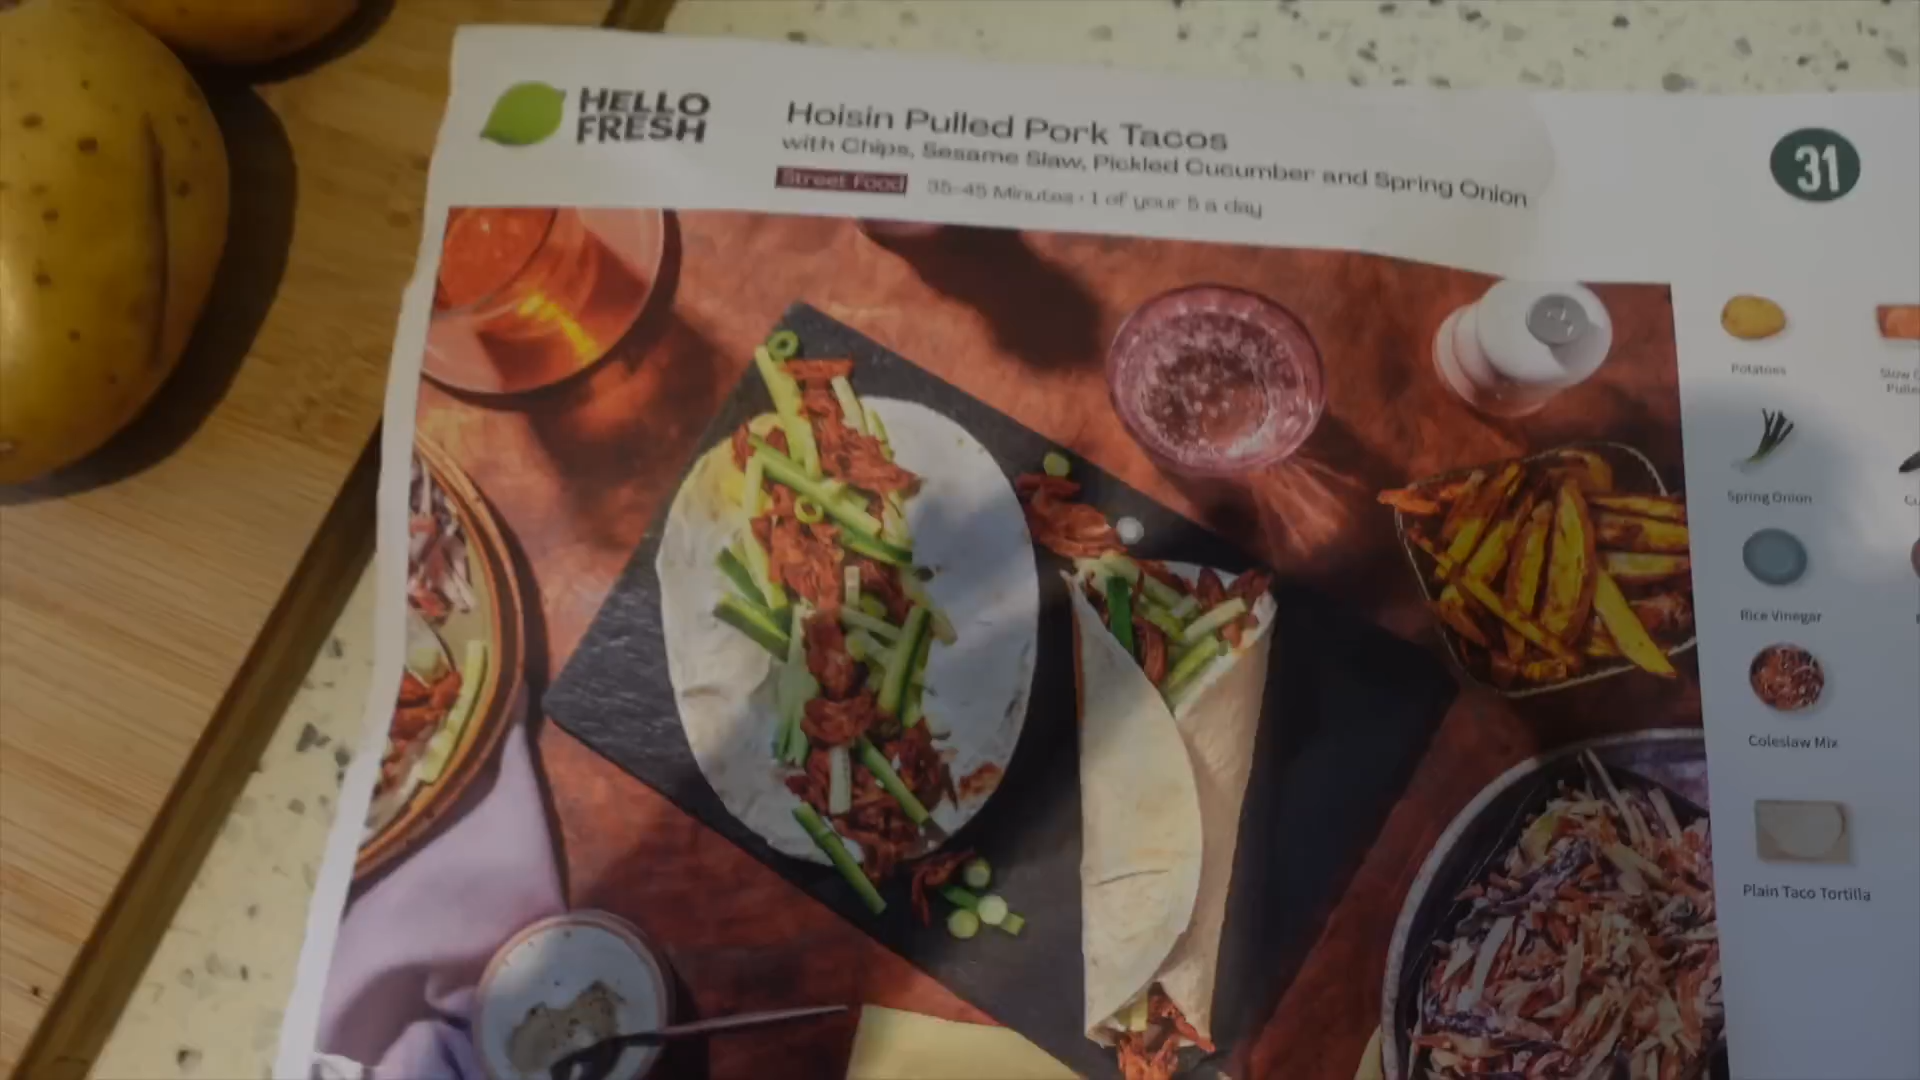 HELLO
FRESH
Hoisin Pulled Pork Tacos
with Chips, Sesame Slaw, Pickled Cucumber and Spring Onion
Street Food 35-45 Minutes • 1 of your 5 a day
31
Potatoes
Slow
Spring Onion
Rice Vinegar
Coleslaw Mix
Plain Taco Tortilla